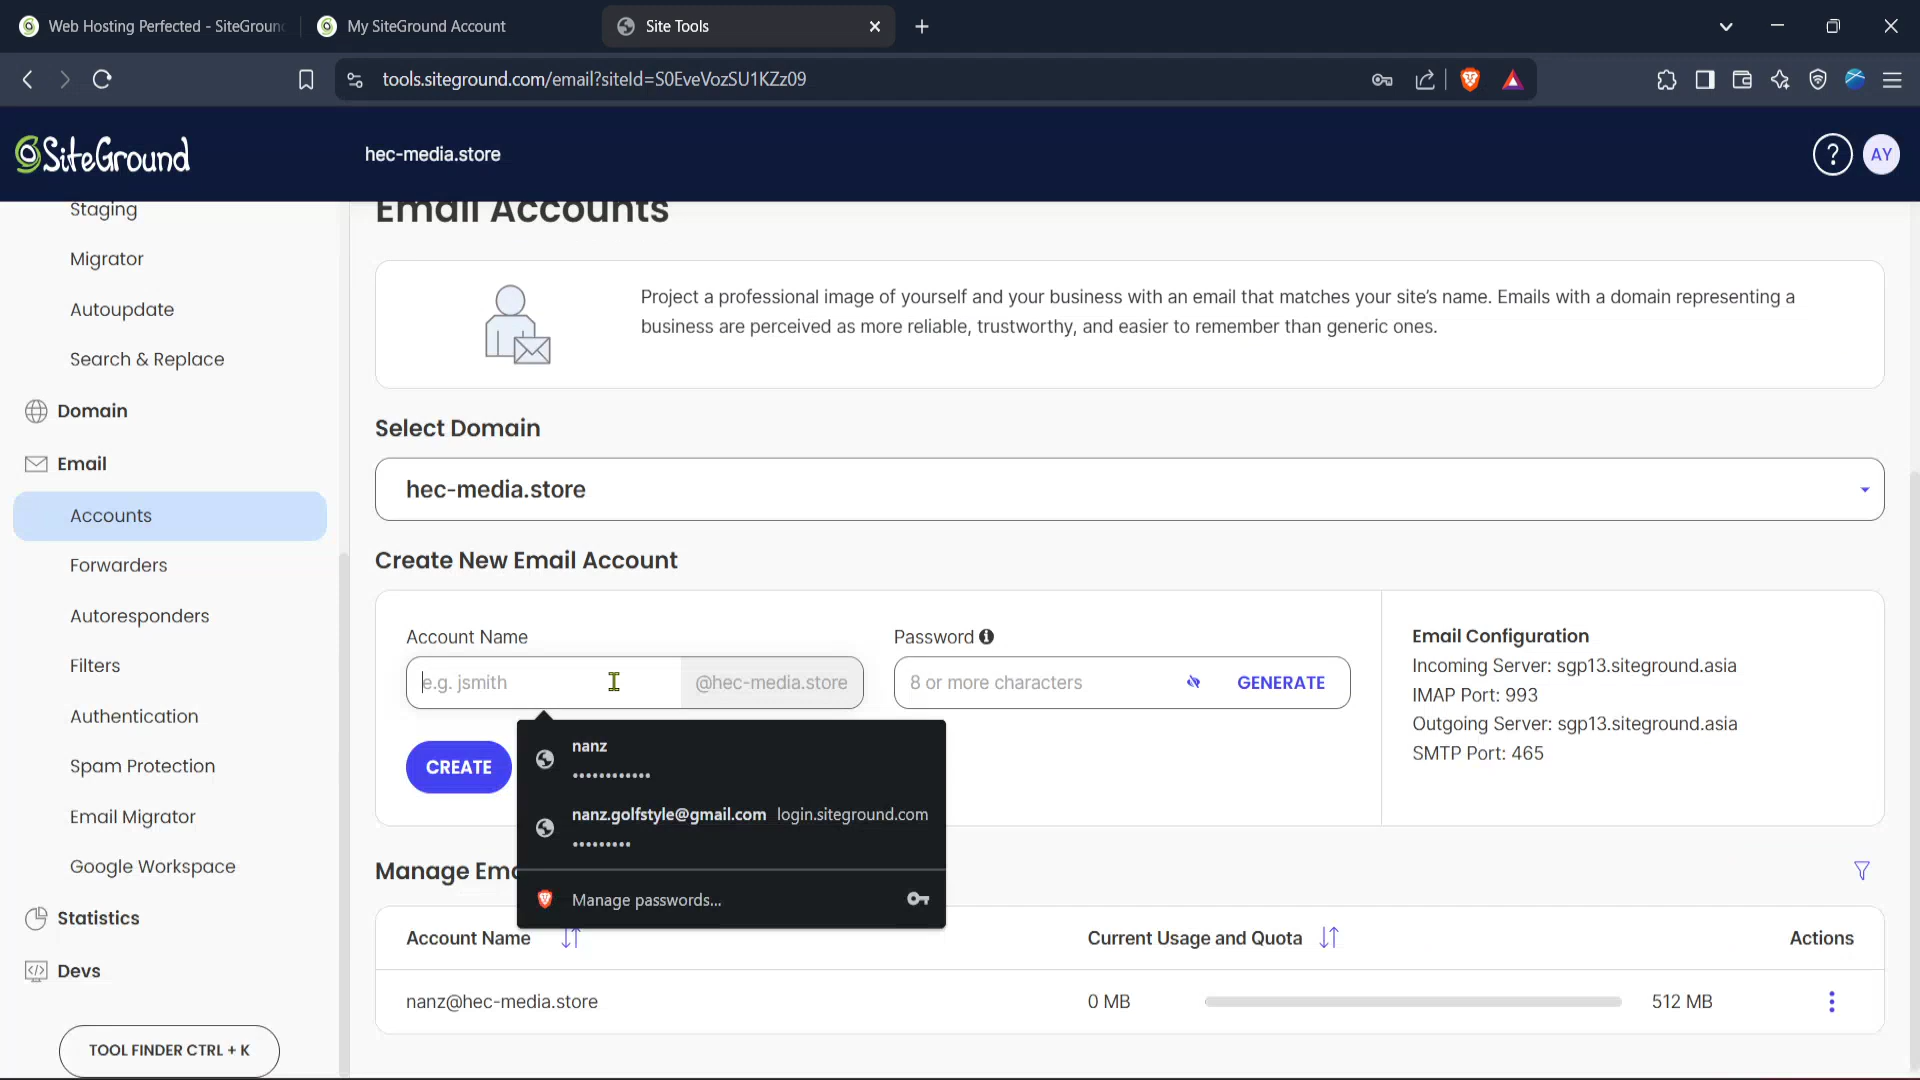 Web Hosting Perfected - SiteGroun
My SiteGround Account
Site Tools
tools.siteground.com/email?siteId=S0EveVozSU1KZz09
SiteGround
hec-media.store
?
AY
Staging
Migrator
Autoupdate
Search & Replace
Domain
Email
Accounts
Forwarders
Autoresponders
Filters
Authentication
Spam Protection
Email Migrator
Google Workspace
Statistics
Devs
TOOL FINDER CTRL + K
Email Accounts
Project a professional image of yourself and your business with an email that matches your site's name. Emails with a domain representing a
business are perceived as more reliable, trustworthy, and easier to remember than generic ones.
Select Domain
hec-media.store
Create New Email Account
Account Name
e.g. jsmith
@hec-media.store
Password
8 or more characters
GENERATE
CREATE
nanz
••••••••••••
nanz.golfstyle@gmail.com login.siteground.com
•••••••••
Manage passwords...
Email Configuration
Incoming Server: sgp13.siteground.asia
IMAP Port: 993
Outgoing Server: sgp13.siteground.asia
SMTP Port: 465
Manage Ema
Account Name
Current Usage and Quota
Actions
nanz@hec-media.store
0 MB
512 MB